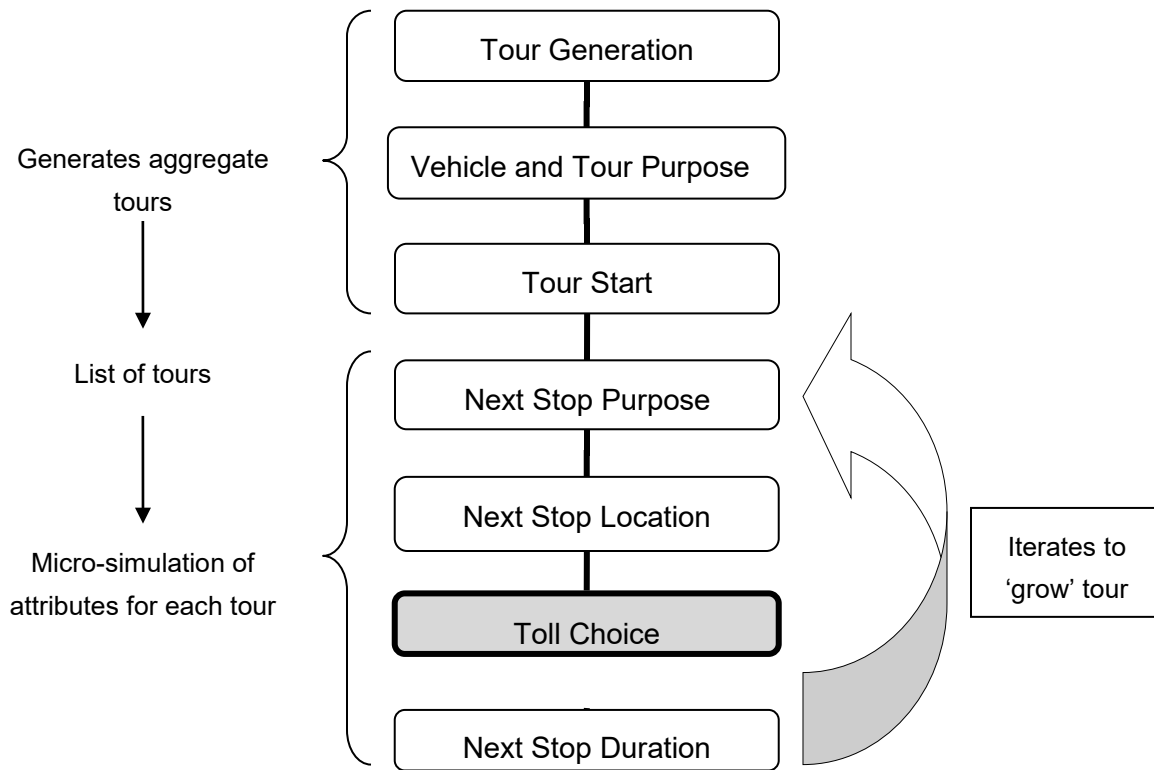 Tour Generation
Vehicle and Tour Purpose
Tour Start
Generates aggregate
tours
List of tours
Micro-simulation of
attributes for each tour
Next Stop Purpose
Next Stop Location
Toll Choice
Next Stop Duration
Iterates to
‘grow’ tour